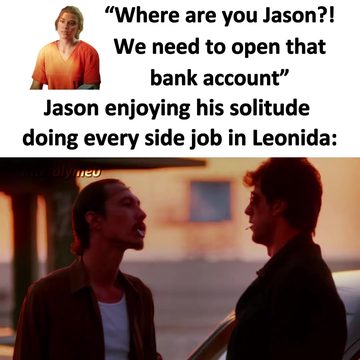 “Where are you Jason?!
We need to open that
bank account”
Jason enjoying his solitude
doing every side job in Leonida: